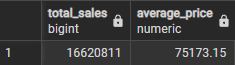 total_sales average_price
bigint numeric
1 16620811 75173.15